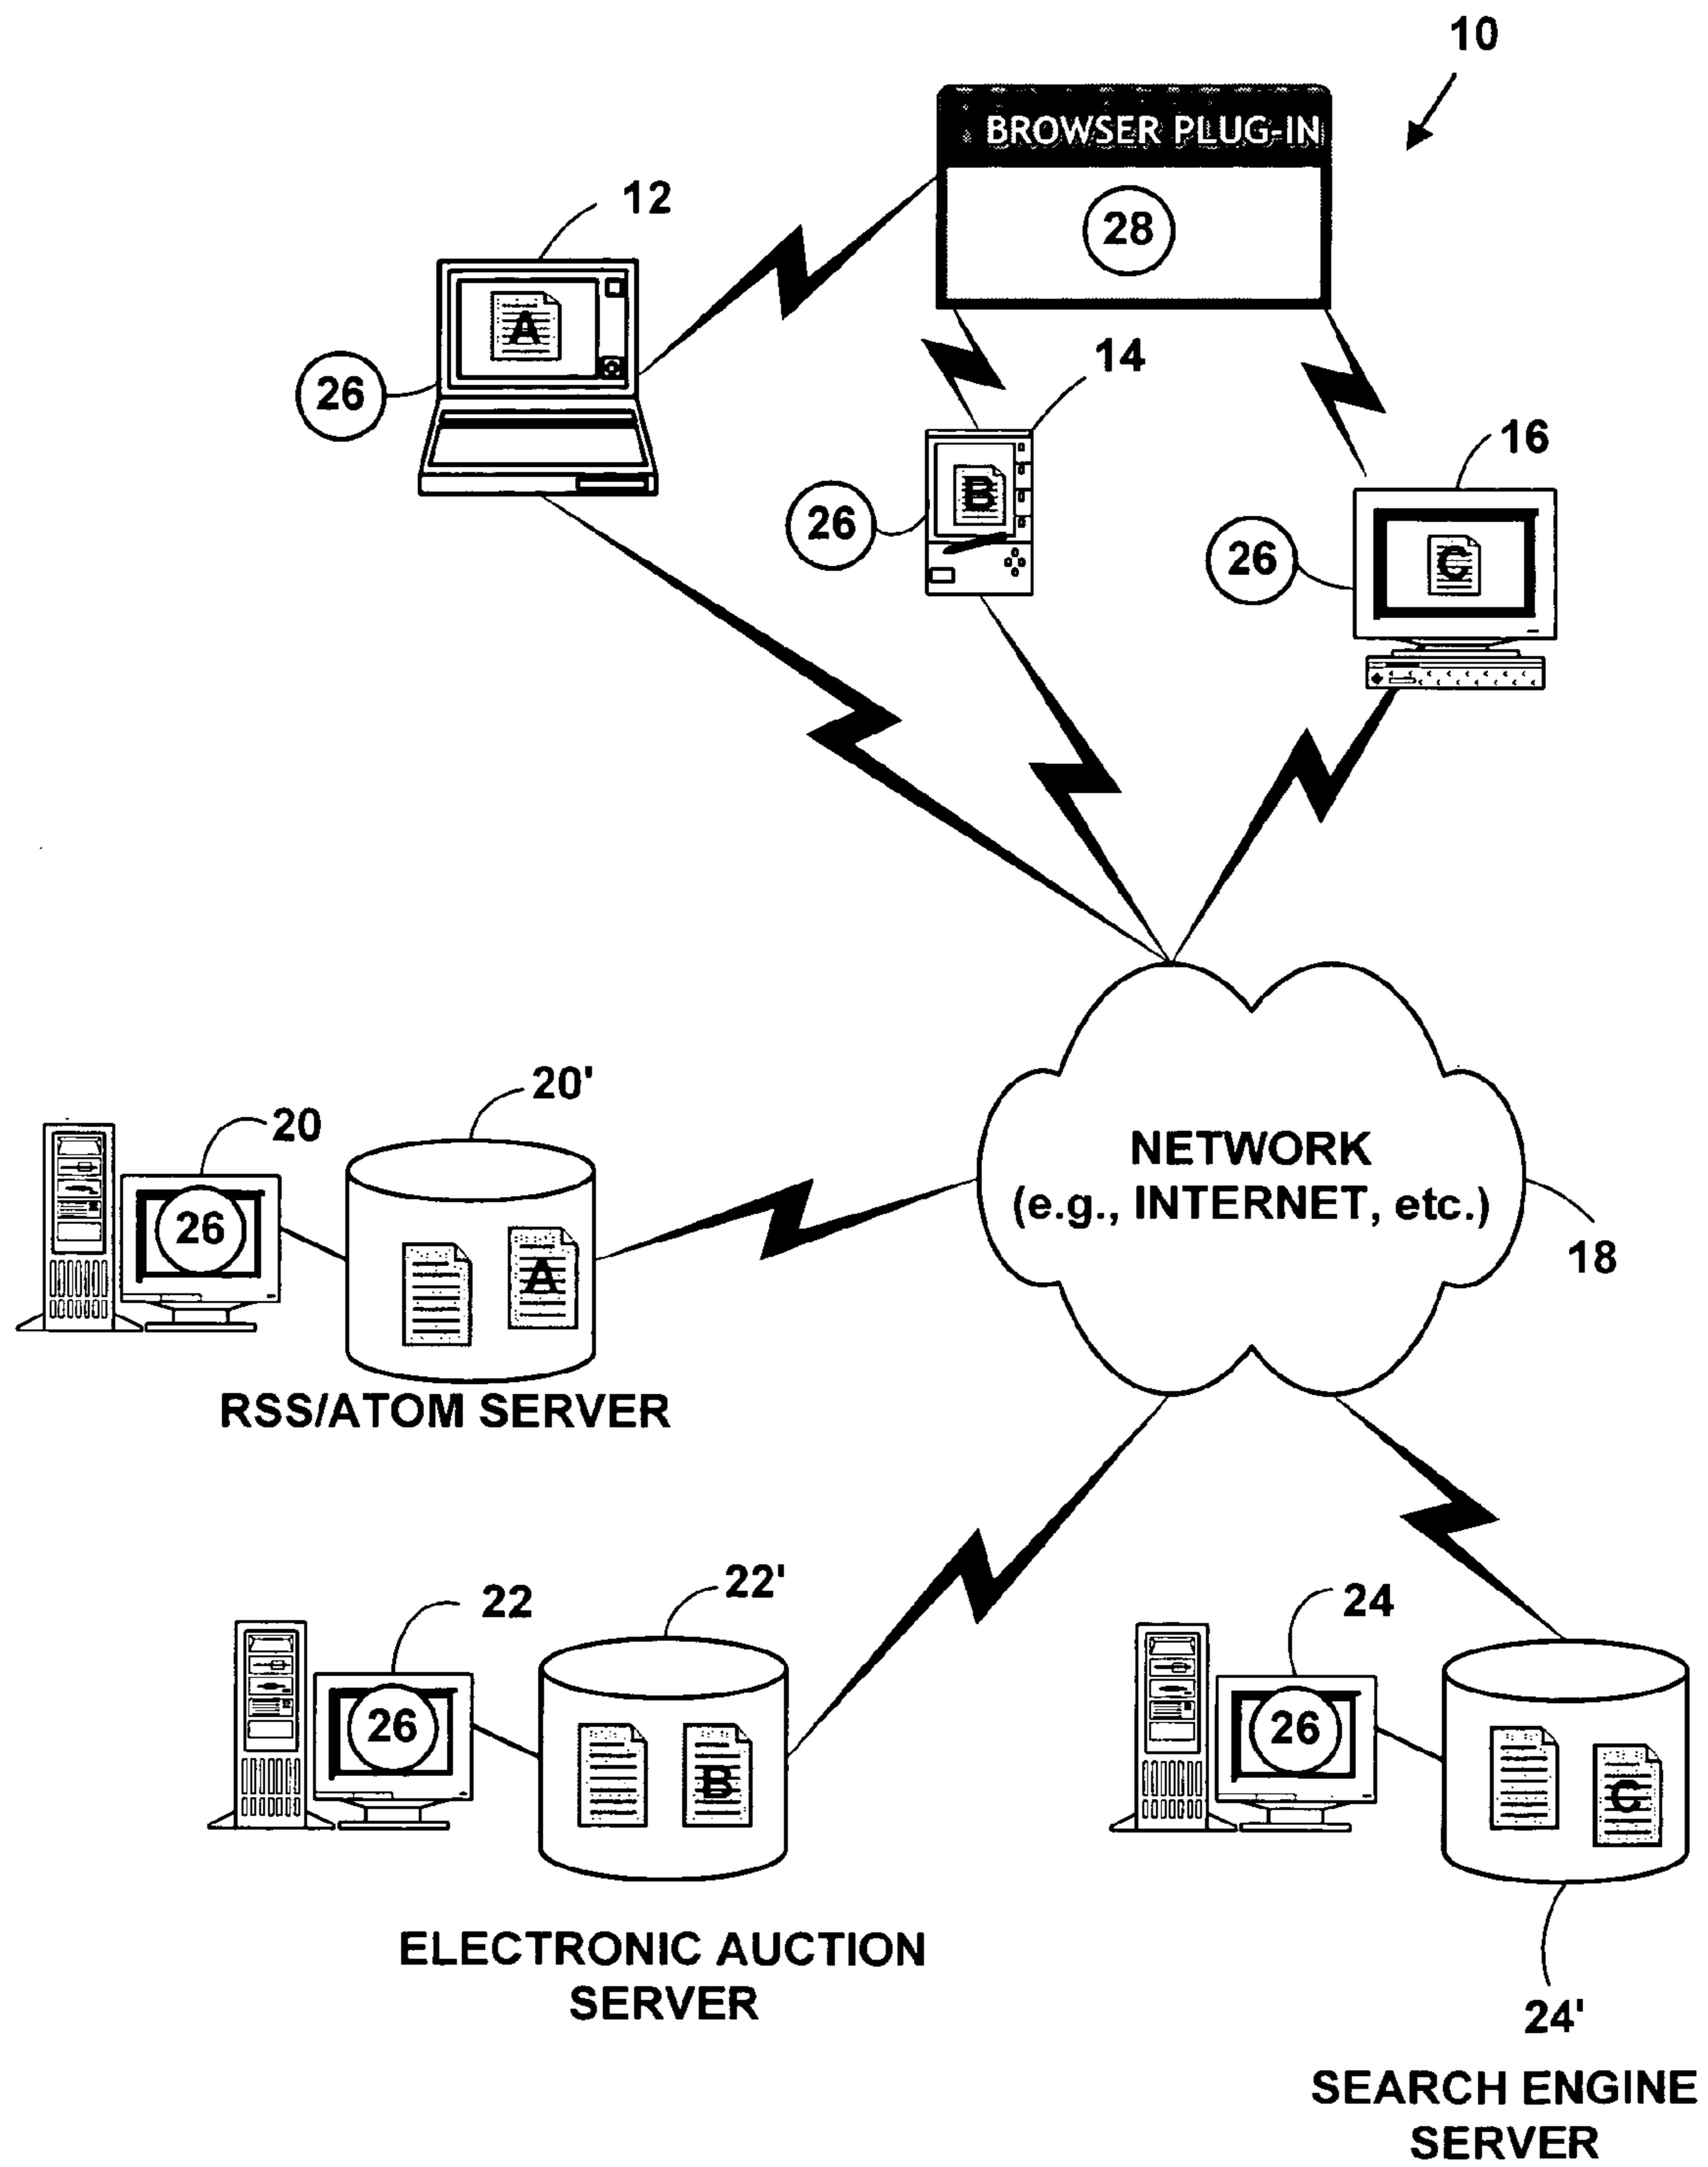 10
BROWSER PLUG-IN
28
12
A
26
14
B
26
16
C
26
NETWORK
(e.g., INTERNET, etc.)
18
20
20'
26
A
RSS/ATOM SERVER
22
22'
26
B
ELECTRONIC AUCTION
SERVER
24
26
C
24'
SEARCH ENGINE
SERVER